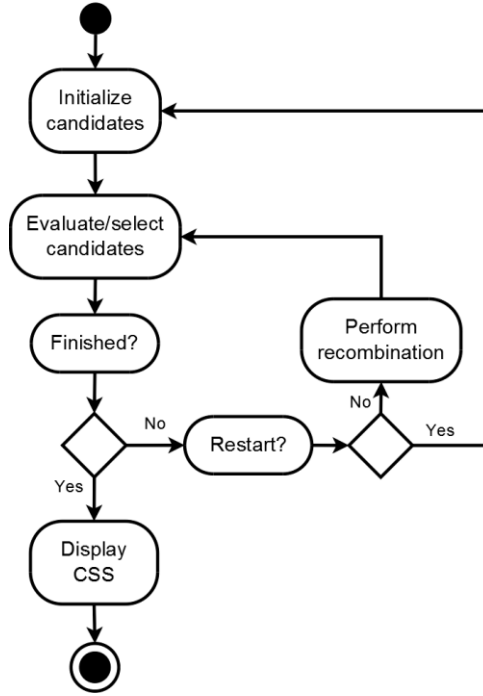 Initialize
candidates
Evaluate/select
candidates
Finished?
Perform
recombination
No
Restart?
No
Yes
Yes
Display
CSS